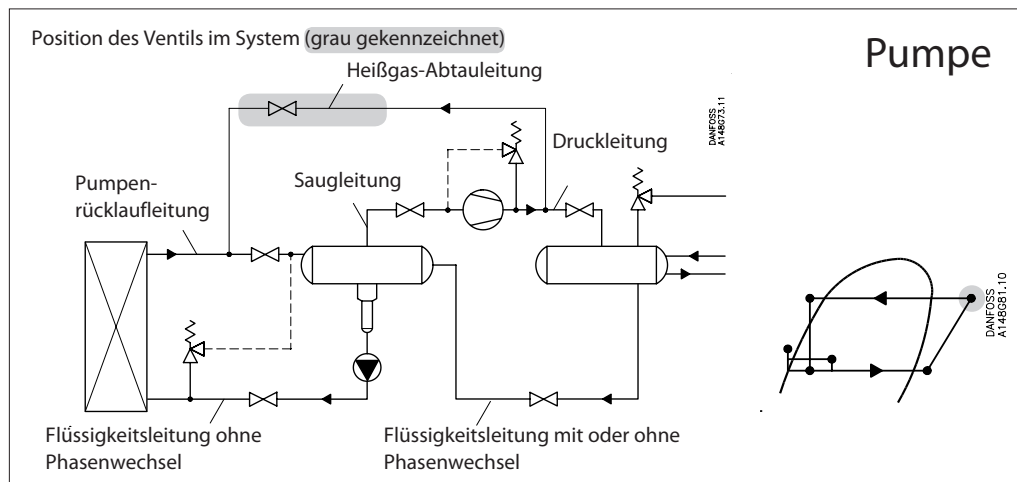 Position des Ventils im System (grau gekennzeichnet)
Pumpe
Heißgas-Abtauleitung
DANFOSS
A148G73.11
Druckleitung
Saugleitung
Pumpen-
rücklaufleitung
DANFOSS
A148G81.10
Flüssigkeitsleitung ohne
Phasenwechsel
Flüssigkeitsleitung mit oder ohne
Phasenwechsel